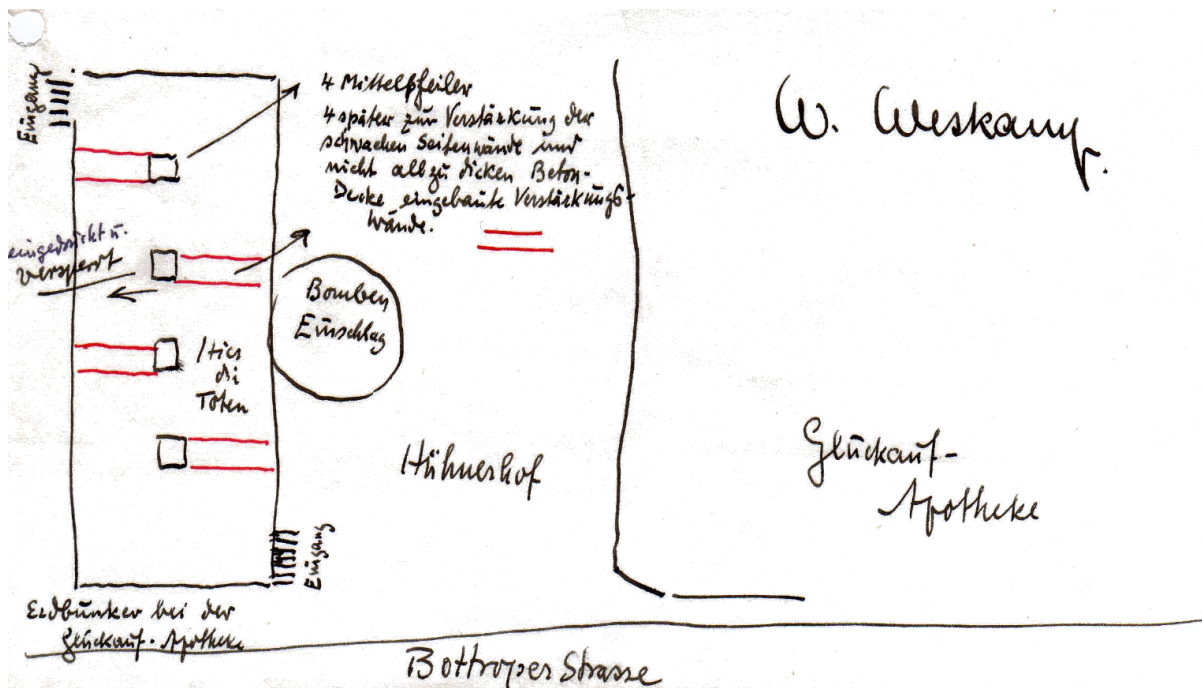 Eingang
4 Mittelpfeiler
4 später zur Verstärkung der
schwachen Seitenwände und
nicht allzu dicken Beton-
Decke eingebaute Verstärkungs-
wände.
W. Weskamp.
eingedrückt u.
versperrt
Bomben
Einschlag
Hier
di
Toten
Hühnerhof
Glückauf-
Apotheke
Eingang
Erdbunker bei der
Glückauf-Apotheke
Bottroper Strasse